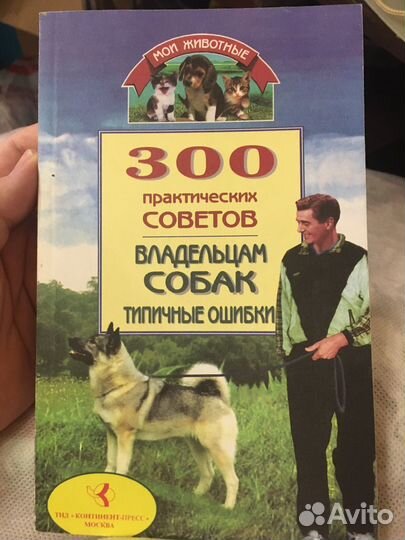 МОИ ЖИВОТНЫЕ
300
практических
СОВЕТОВ
ВЛАДЕЛЬЦАМ
СОБАК
ТИПИЧНЫЕ ОШИБКИ
ТИД «КОНТИНЕНТ-ПРЕСС»
МОСКВА
Avito